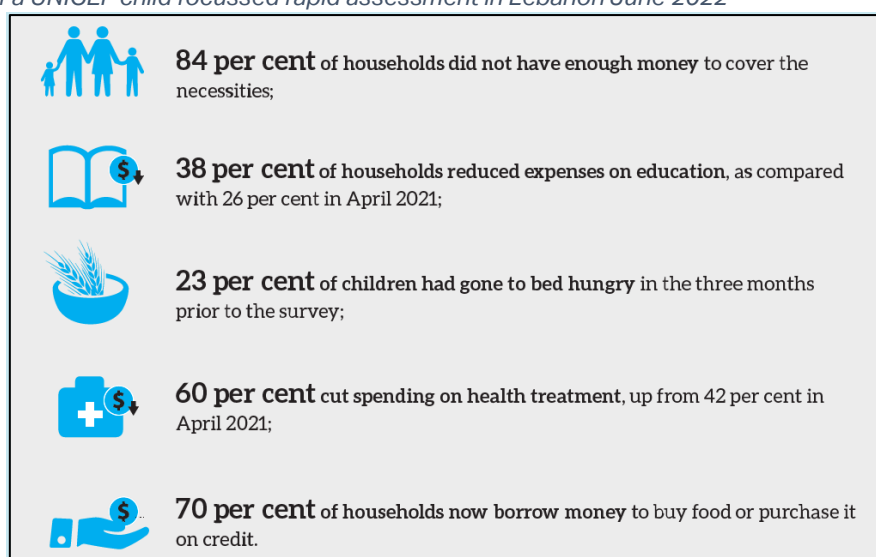 a UNICEF child focussed rapid assessment in Lebanon June 2022
84 per cent of households did not have enough money to cover the
necessities;
$
38 per cent of households reduced expenses on education, as compared
with 26 per cent in April 2021;
23 per cent of children had gone to bed hungry in the three months
prior to the survey;
$
60 per cent cut spending on health treatment, up from 42 per cent in
April 2021;
$
70 per cent of households now borrow money to buy food or purchase it
on credit.